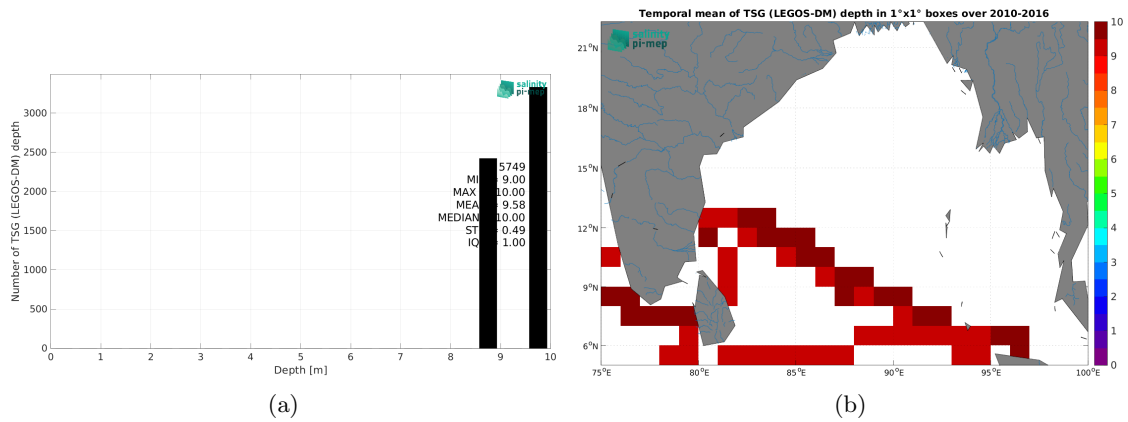 salinity
pi-mep
Number of TSG (LEGOS-DM) depth
3000
2500
2000
1500
1000
500
0
5749
9.00
MAX 10.00
9.58
MEDIAN 10.00
= 0.49
= 1.00
0 1 2 3 4 5 6 7 8 9 10
Depth [m]
(a)
Temporal mean of TSG (LEGOS-DM) depth in 1°x1° boxes over 2010-2016
salinity
pi-mep
21°N
18°N
15°N
12°N
9°N
6°N
75°E 80°E 85°E 90°E 95°E 100°E
10
9
8
7
6
5
4
3
2
1
0
(b)